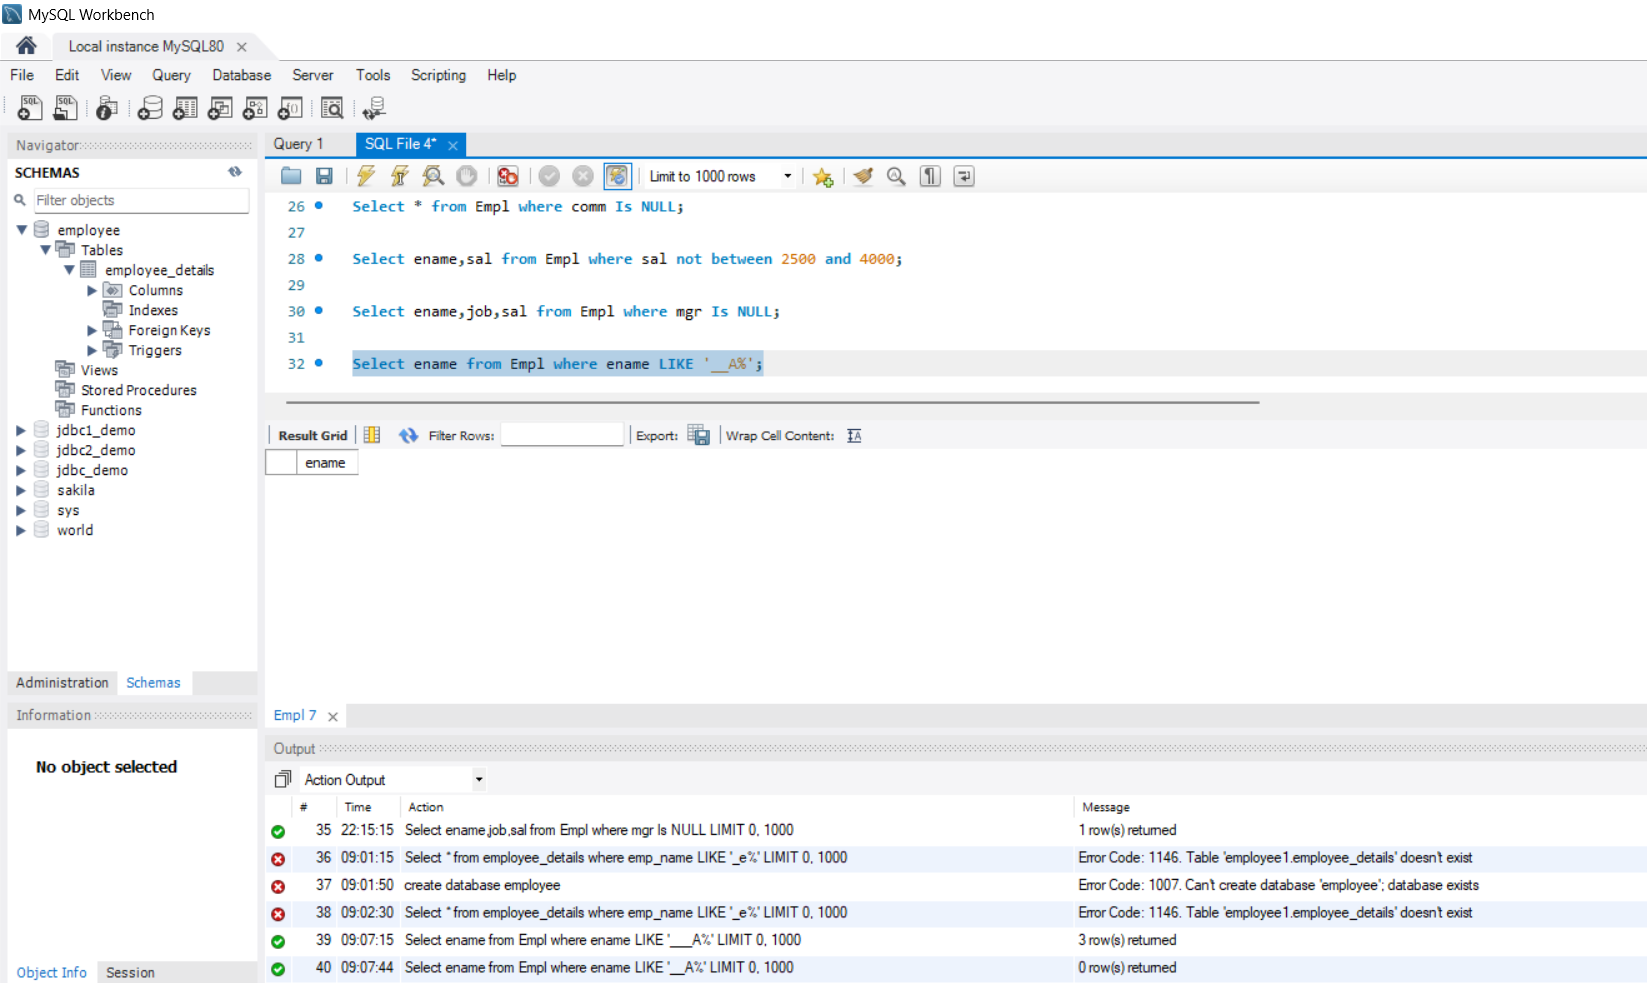 MySQL Workbench
Local instance MySQL80
File Edit View Query Database Server Tools Scripting Help
Navigator
SCHEMAS
Filter objects
employee
Tables
employee_details
Columns
Indexes
Foreign Keys
Triggers
Views
Stored Procedures
Functions
jdbc1_demo
jdbc2_demo
jdbc_demo
sakila
sys
world
Administration Schemas
Information
No object selected
Object Info Session
Query 1 SQL File 4*
Limit to 1000 rows
26 Select * from Empl where comm Is NULL;
27
28 Select ename,sal from Empl where sal not between 2500 and 4000;
29
30 Select ename,job,sal from Empl where mgr Is NULL;
31
32 Select ename from Empl where ename LIKE '__A%';
Result Grid Filter Rows: Export: Wrap Cell Content:
ename
Empl 7
Output
Action Output
# Time Action Message
35 22:15:15 Select ename,job,sal from Empl where mgr Is NULL LIMIT 0, 1000 1 row(s) returned
36 09:01:15 Select * from employee_details where emp_name LIKE '_e%' LIMIT 0, 1000 Error Code: 1146. Table 'employee1.employee_details' doesn't exist
37 09:01:50 create database employee Error Code: 1007. Can't create database 'employee'; database exists
38 09:02:30 Select * from employee_details where emp_name LIKE '_e%' LIMIT 0, 1000 Error Code: 1146. Table 'employee1.employee_details' doesn't exist
39 09:07:15 Select ename from Empl where ename LIKE '___A%' LIMIT 0, 1000 3 row(s) returned
40 09:07:44 Select ename from Empl where ename LIKE '__A%' LIMIT 0, 1000 0 row(s) returned